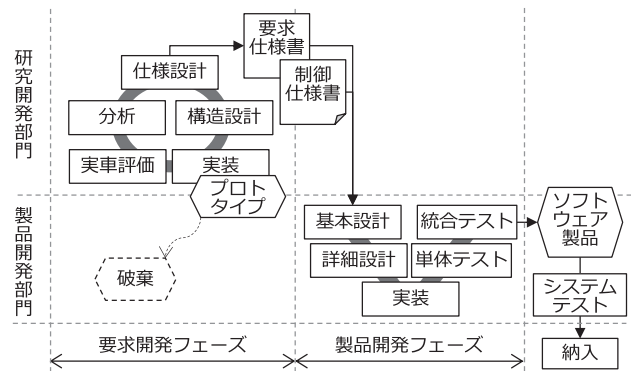 研究開発部門
要求
仕様書
制御
仕様書
仕様設計
分析
構造設計
実車評価
実装
プロト
タイプ
破棄
製品開発部門
基本設計
統合テスト
詳細設計
単体テスト
実装
ソフト
ウェア
製品
システム
テスト
納入
要求開発フェーズ
製品開発フェーズ